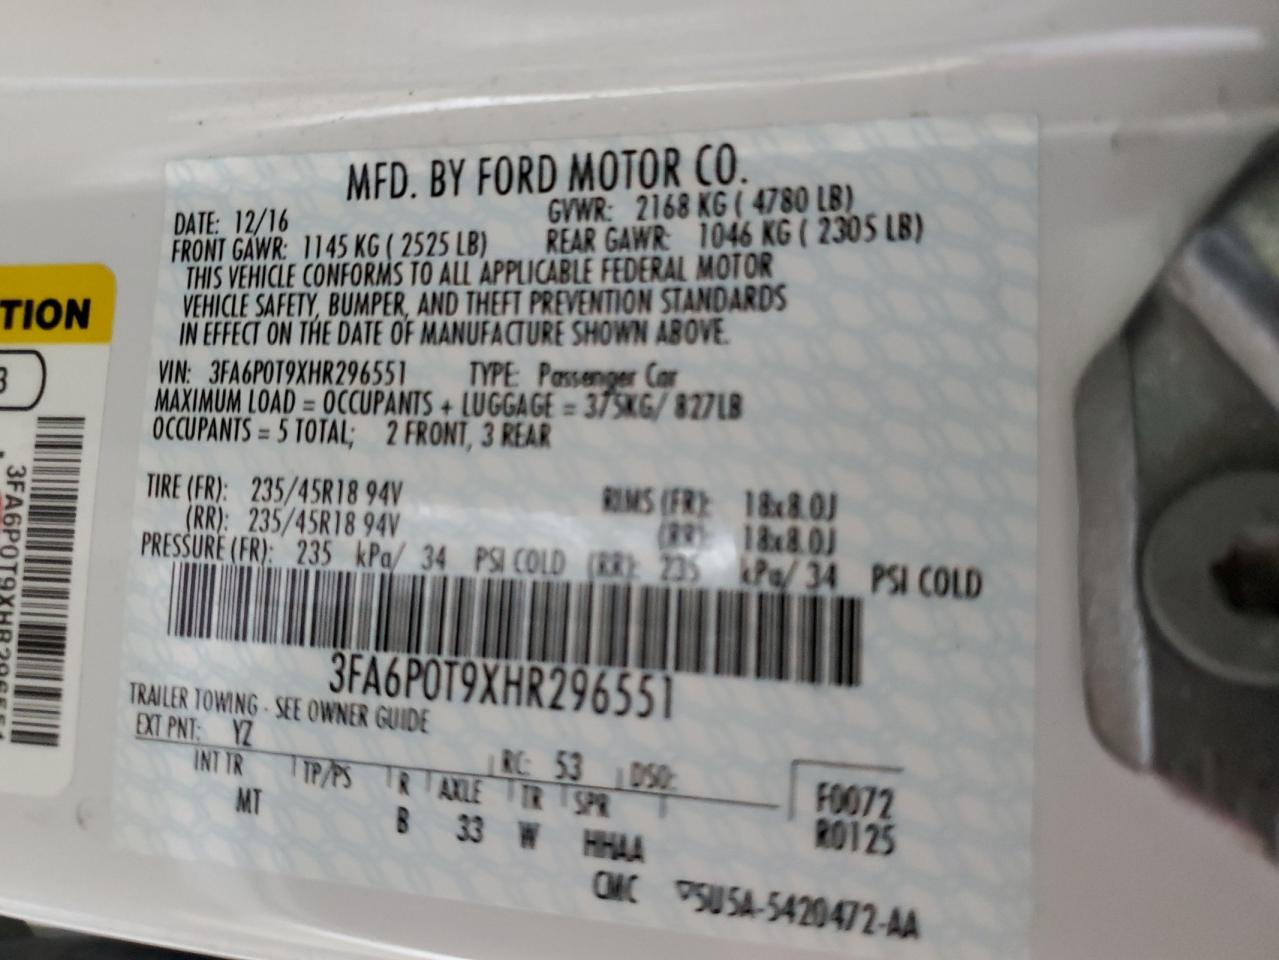 MFD. BY FORD MOTOR CO.
DATE: 12/16 GVWR: 2168 KG ( 4780 LB)
FRONT GAWR: 1145 KG ( 2525 LB) REAR GAWR: 1046 KG ( 2305 LB)
THIS VEHICLE CONFORMS TO ALL APPLICABLE FEDERAL MOTOR
VEHICLE SAFETY, BUMPER, AND THEFT PREVENTION STANDARDS
IN EFFECT ON THE DATE OF MANUFACTURE SHOWN ABOVE.
VIN: 3FA6P0T9XHR296551 TYPE: Passenger Car
MAXIMUM LOAD = OCCUPANTS + LUGGAGE = 375KG/ 827LB
OCCUPANTS = 5 TOTAL; 2 FRONT, 3 REAR
TIRE (FR): 235/45R18 94V RIMS (FR): 18x8.0J
(RR): 235/45R18 94V (RR): 18x8.0J
PRESSURE (FR): 235 kPa/ 34 PSI COLD (RR): 235 kPa/ 34 PSI COLD
3FA6P0T9XHR296551
TRAILER TOWING - SEE OWNER GUIDE
EXT PNT: YZ RC: 53 DSO:
INT TR TP/PS R AXLE TR SPR F0072
MT B 33 W HHAA R0125
CMC 5U5A-5420472-AA
TION
3
3FA6P0T9XHR296551